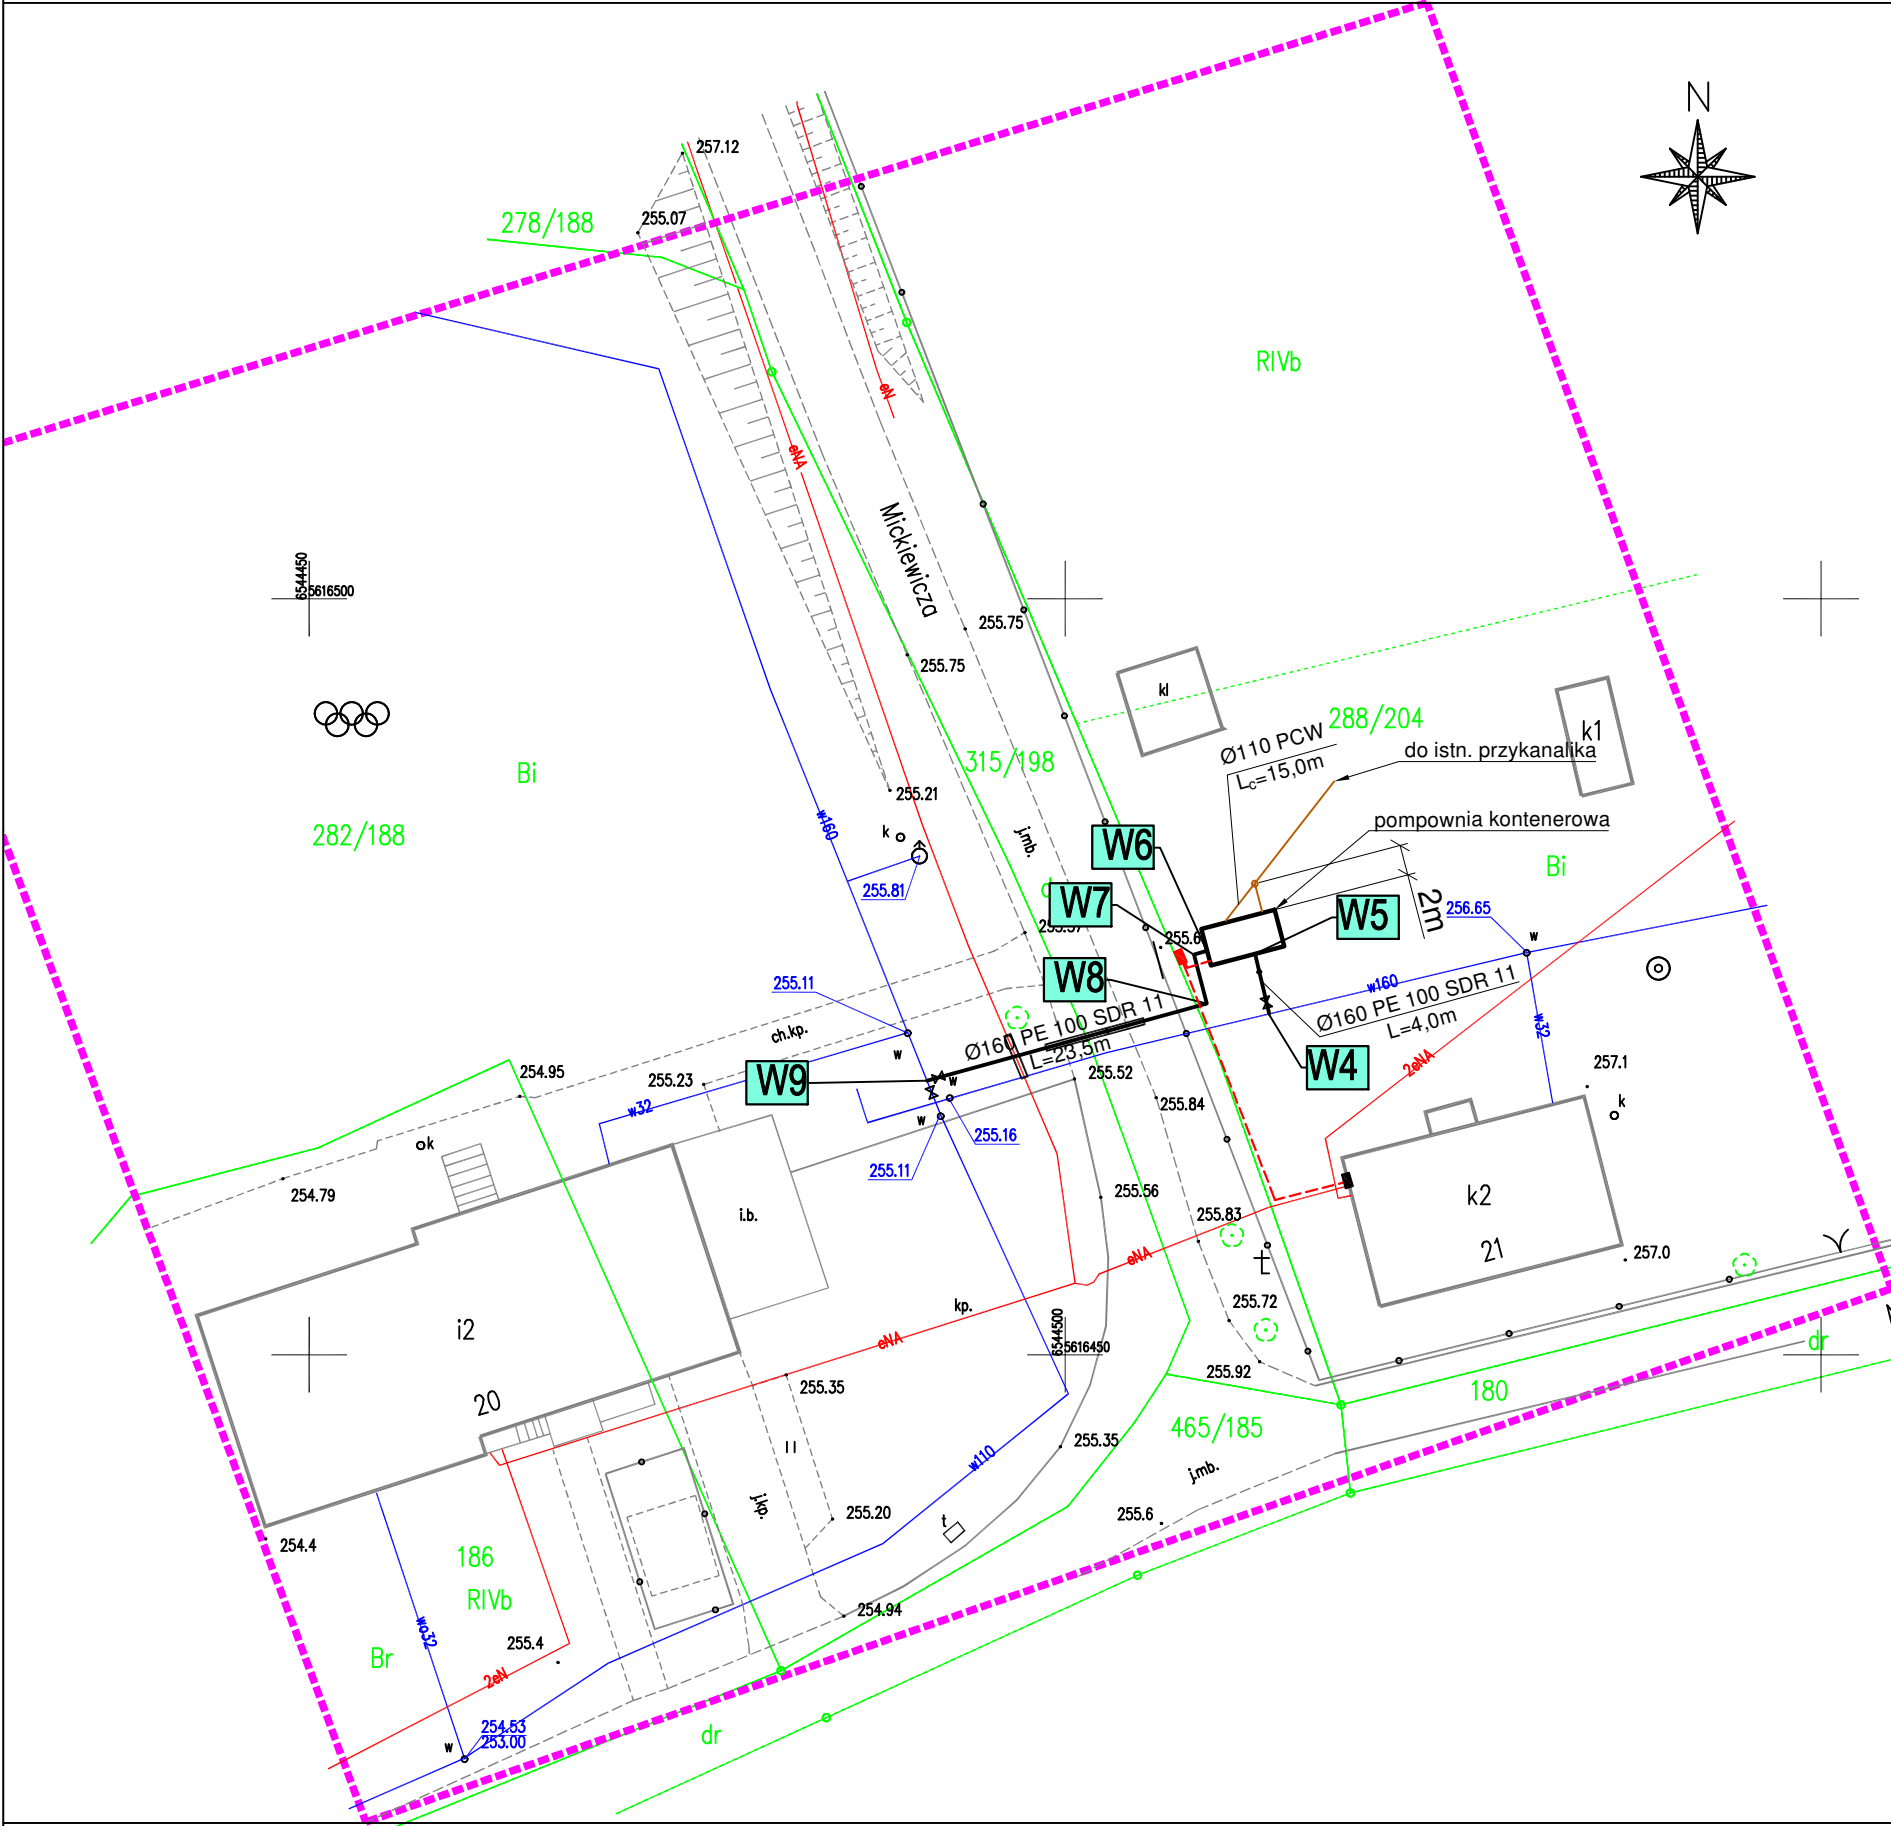 N
257.12
278/188
255.07
RIVb
eN
eNA
Mickiewicza
6544450
5616500
255.75
255.75
kl
288/204
k1
Ø110 PCW
Lc=15,0m
do istn. przykanalika
315/198
Bi
255.21
w160
282/188
k
j.mb.
pompownia kontenerowa
W6
Bi
255.81
W7
W5
2m
256.65
w
255.6
255.11
W8
w160
Ø160 PE 100 SDR 11
L=4,0m
w32
ch.kp.
Ø160 PE 100 SDR 11
L=23,5m
w
W9
w
W4
2eNA
257.1
k
254.95
255.23
255.52
w32
255.84
w
255.16
255.11
k
254.79
i.b.
255.56
255.83
k2
21
257.0
eNA
t
255.72
kp.
i2
eNA
6544500
5616450
dr
20
255.35
255.92
180
465/185
255.35
w110
j.mb.
j.kp.
255.20
t
255.6
254.4
186
RIVb
254.94
wo32
Br
255.4
2eN
254.53
253.00
w
dr